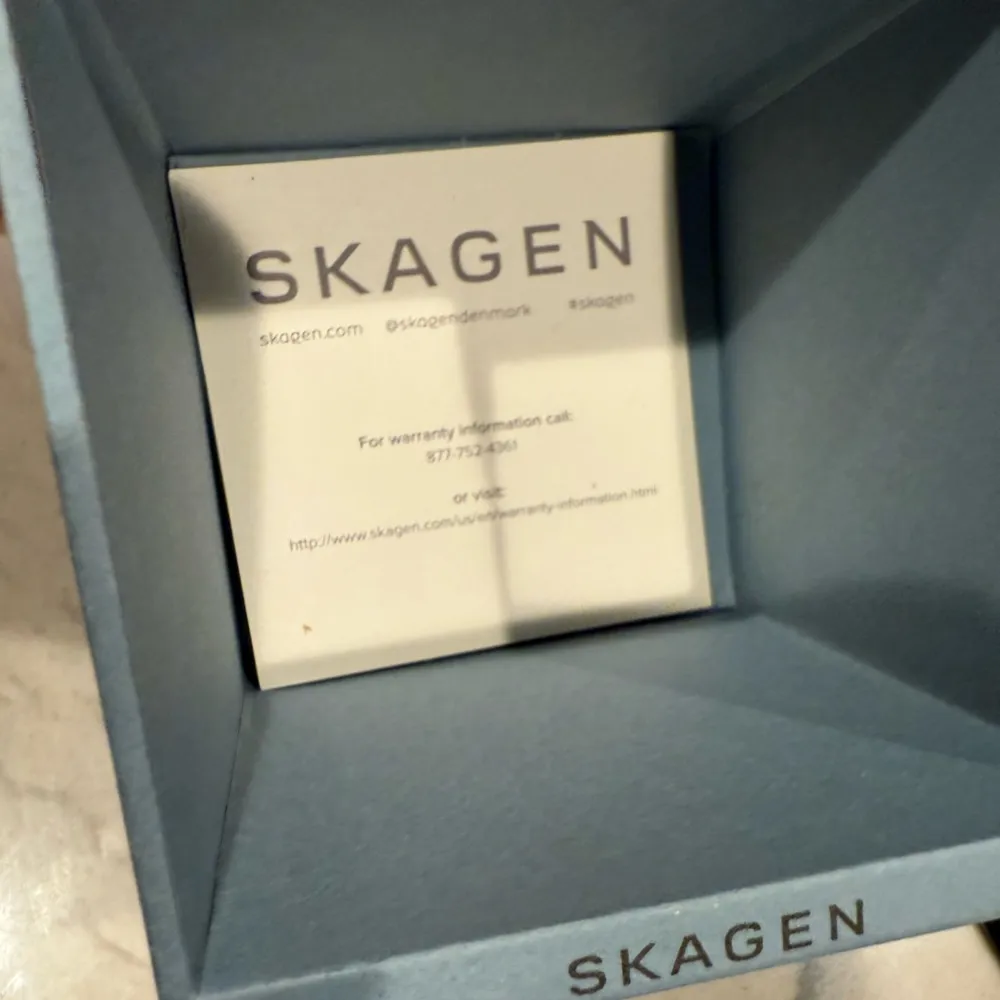 SKAGEN
skagen.com @skagendenmark #skagen
For warranty information call:
877-752-4361
or visit:
http://www.skagen.com/us/en/warranty-information.html
SKAGEN